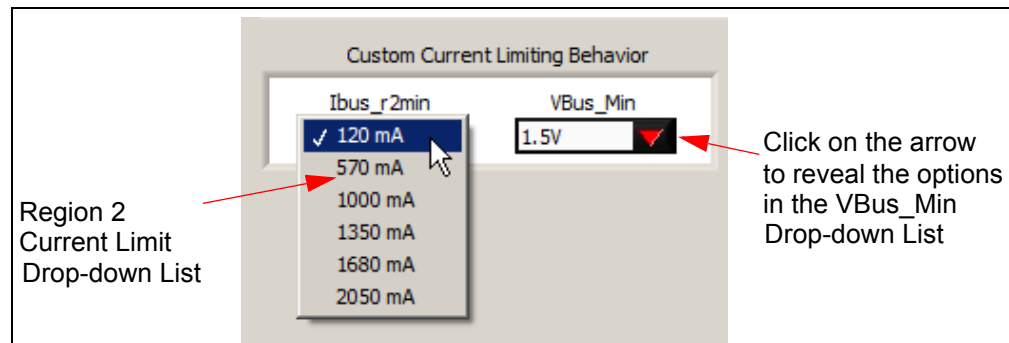 Custom Current Limiting Behavior
Ibus_r2min
VBus_Min
✓ 120 mA
570 mA
1000 mA
1350 mA
1680 mA
2050 mA
1.5V
Region 2
Current Limit
Drop-down List
Click on the arrow
to reveal the options
in the VBus_Min
Drop-down List